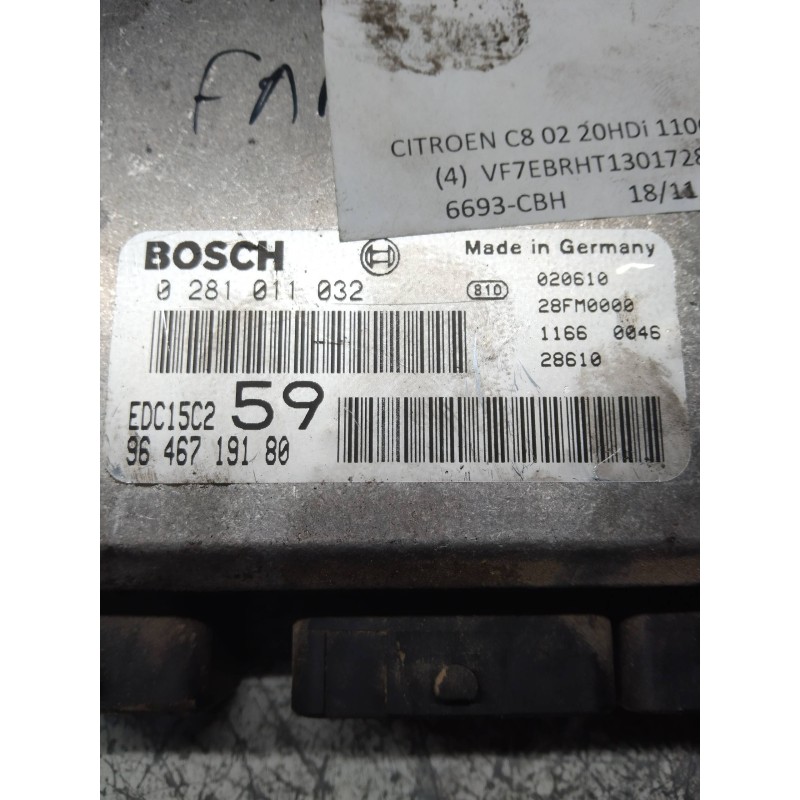 CITROEN C8 02 20HDi 110
(4) VF7EBRHT1301728
6693-CBH 18/11
BOSCH
Made in Germany
0 281 011 032
810
020610
28FM0000
1166 0046
28610
EDC15C2 59
96 467 191 80